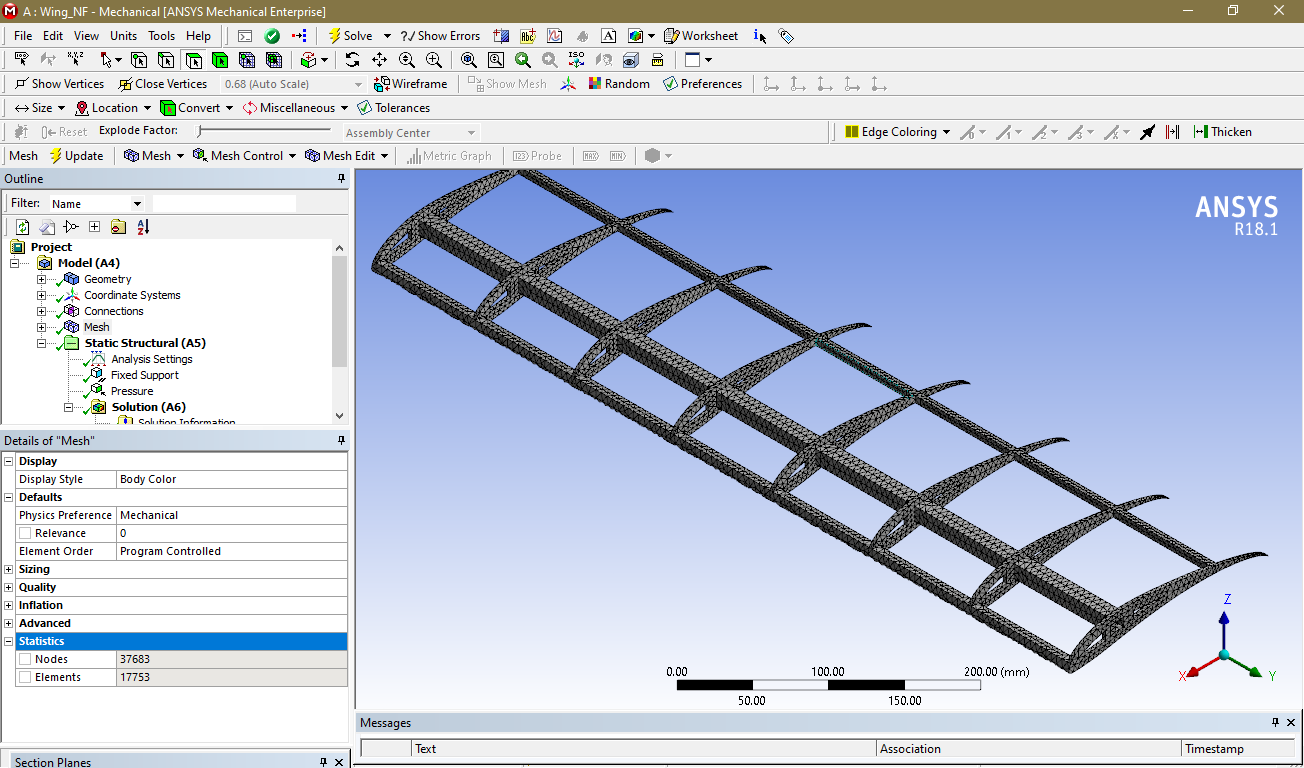 A : Wing_NF - Mechanical [ANSYS Mechanical Enterprise]
File Edit View Units Tools Help Solve ?/ Show Errors Worksheet
Show Vertices Close Vertices 0.68 (Auto Scale) Wireframe Show Mesh Random Preferences
Size Location Convert Miscellaneous Tolerances
Reset Explode Factor: Assembly Center Edge Coloring Thicken
Mesh Update Mesh Mesh Control Mesh Edit Metric Graph Probe MAX MIN
Outline
Filter: Name
Project
Model (A4)
Geometry
Coordinate Systems
Connections
Mesh
Static Structural (A5)
Analysis Settings
Fixed Support
Pressure
Solution (A6)
Solution Information
Details of "Mesh"
Display
Display Style Body Color
Defaults
Physics Preference Mechanical
Relevance 0
Element Order Program Controlled
Sizing
Quality
Inflation
Advanced
Statistics
Nodes 37683
Elements 17753
Section Planes
ANSYS
R18.1
Z
X
Y
0.00 100.00 200.00 (mm)
50.00 150.00
Messages
Text Association Timestamp